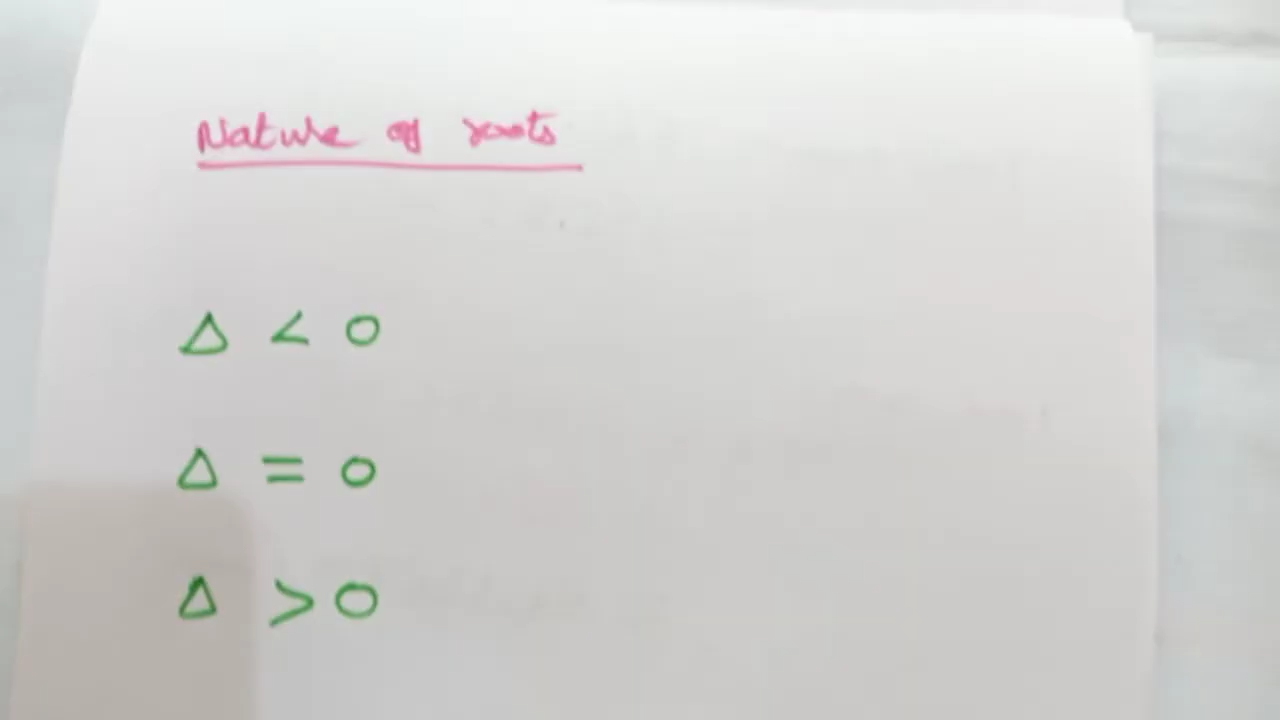 Nature of roots
Δ < 0
Δ = 0
Δ > 0